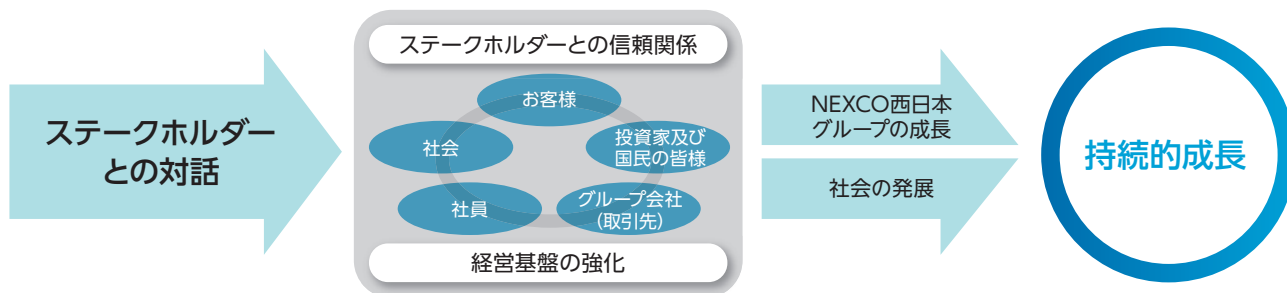 ステークホルダー
との対話
ステークホルダーとの信頼関係
お客様
社会
投資家及び
国民の皆様
社員
グループ会社
(取引先)
経営基盤の強化
NEXCO西日本
グループの成長
社会の発展
持続的成長